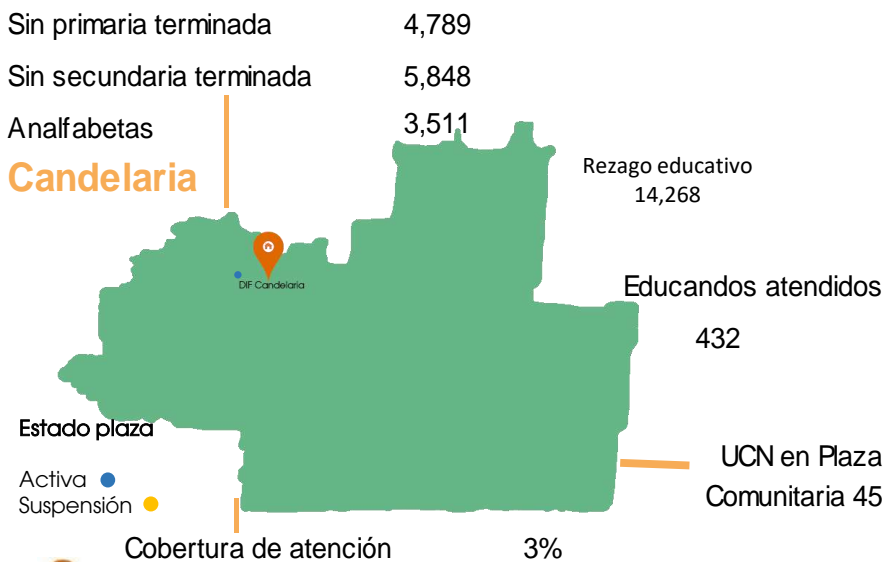 Sin primaria terminada 4,789
Sin secundaria terminada 5,848
Analfabetas 3,511
Candelaria
Rezago educativo
14,268
DIF Candelaria
Educandos atendidos
432
Estado plaza
Activa
Suspensión
UCN en Plaza
Comunitaria 45
Cobertura de atención 3%